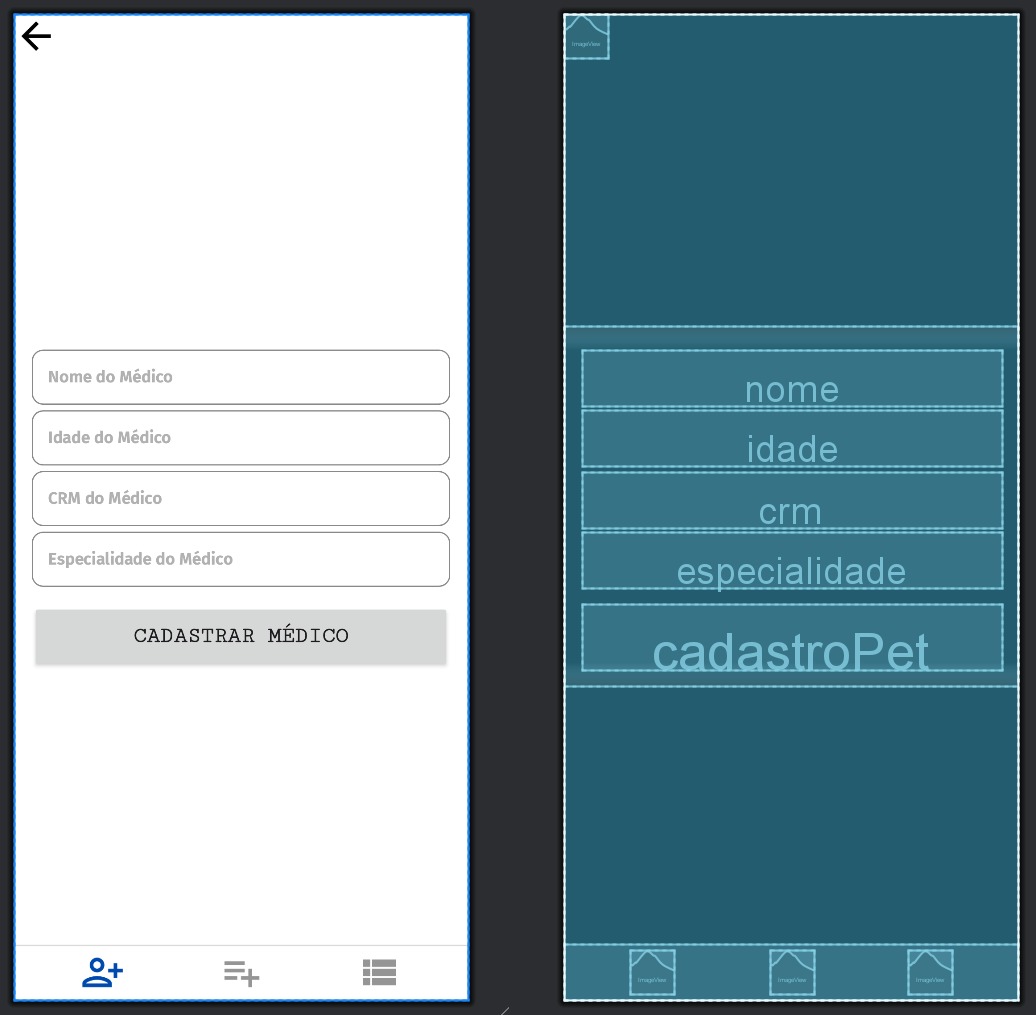 Nome do Médico
Idade do Médico
CRM do Médico
Especialidade do Médico
CADASTRAR MÉDICO
ImageView
nome
idade
crm
especialidade
cadastroPet
ImageView
ImageView
ImageView